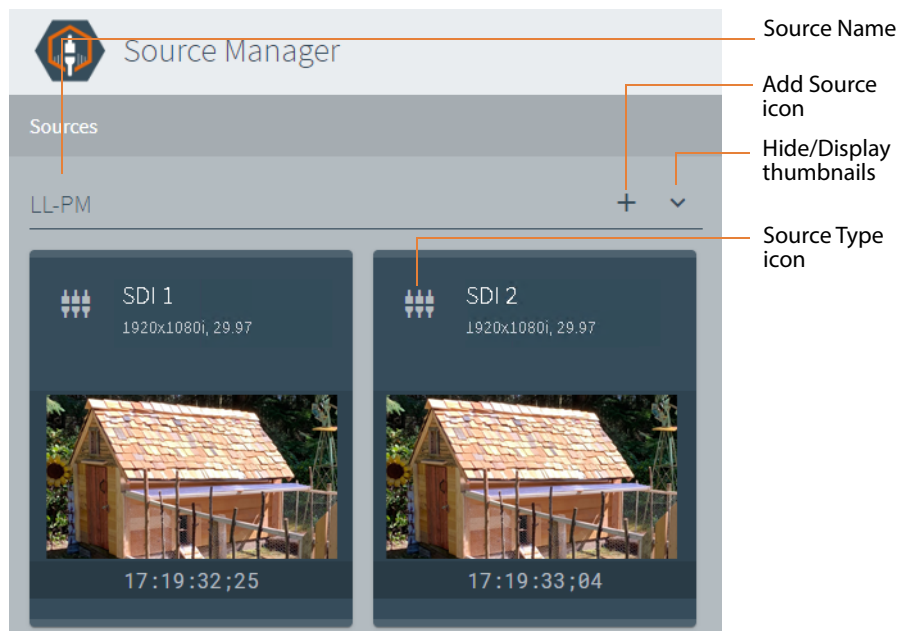 Source Manager
Source Name
Add Source
icon
Sources
Hide/Display
thumbnails
LL-PM
Source Type
icon
SDI 1
1920x1080i, 29.97
SDI 2
1920x1080i, 29.97
17:19:32;25
17:19:33;04